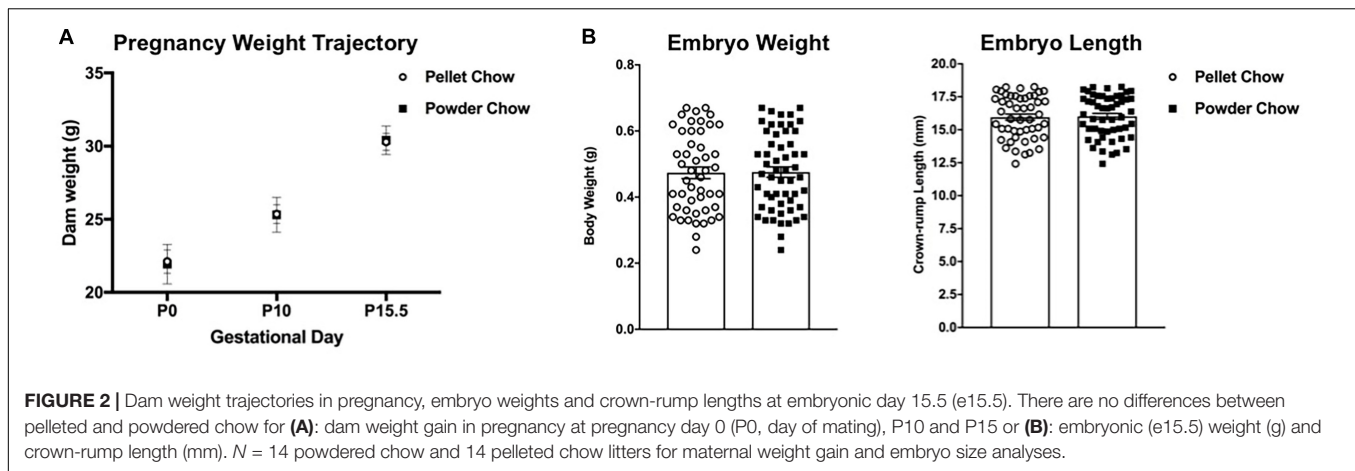 A
Pregnancy Weight Trajectory
35
30
25
20
Dam weight (g)
P0 P10 P15.5
Gestational Day
Pellet Chow
Powder Chow
B
Embryo Weight
0.8
0.6
0.4
0.2
0.0
Body Weight (g)
Embryo Length
20.0
17.5
15.0
12.5
10.0
7.5
5.0
2.5
0.0
Crown-rump Length (mm)
Pellet Chow
Powder Chow
FIGURE 2 | Dam weight trajectories in pregnancy, embryo weights and crown-rump lengths at embryonic day 15.5 (e15.5). There are no differences between
pelleted and powdered chow for (A): dam weight gain in pregnancy at pregnancy day 0 (P0, day of mating), P10 and P15 or (B): embryonic (e15.5) weight (g) and
crown-rump length (mm). N = 14 powdered chow and 14 pelleted chow litters for maternal weight gain and embryo size analyses.